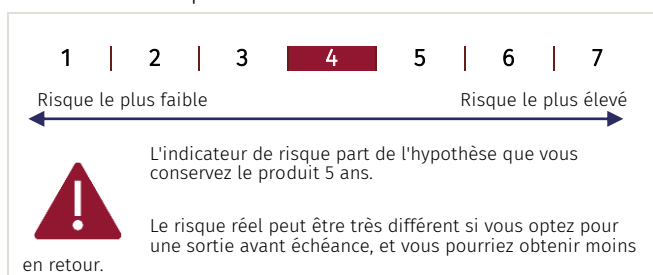 1 | 2 | 3 | 4 | 5 | 6 | 7
Risque le plus faible Risque le plus élevé
L'indicateur de risque part de l'hypothèse que vous
conservez le produit 5 ans.
Le risque réel peut être très différent si vous optez pour
une sortie avant échéance, et vous pourriez obtenir moins
en retour.